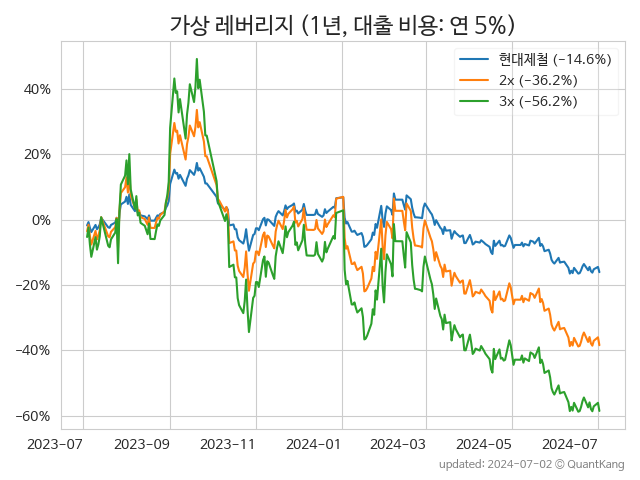 가상 레버리지 (1년, 대출 비용: 연 5%)
현대제철 (-14.6%)
2x (-36.2%)
3x (-56.2%)
40%
20%
0%
-20%
-40%
-60%
2023-07 2023-09 2023-11 2024-01 2024-03 2024-05 2024-07
updated: 2024-07-02 © QuantKang